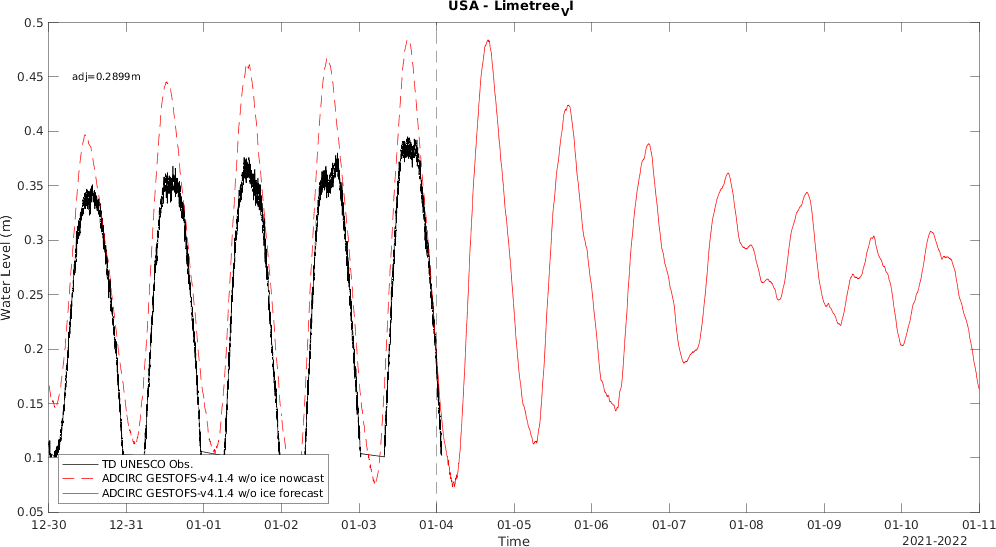 USA - LimetreeVI
0.5
0.45
0.4
0.35
0.3
0.25
0.2
0.15
0.1
0.05
Water Level (m)
adj=0.2899m
TD UNESCO Obs.
ADCIRC GESTOFS-v4.1.4 w/o ice nowcast
ADCIRC GESTOFS-v4.1.4 w/o ice forecast
12-30 12-31 01-01 01-02 01-03 01-04 01-05 01-06 01-07 01-08 01-09 01-10 01-11
Time
2021-2022